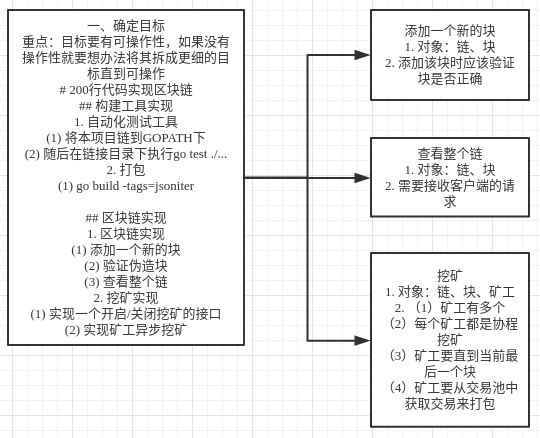 一、确定目标
重点：目标要有可操作性，如果没有
操作性就要想办法将其拆成更细的目
标直到可操作
# 200行代码实现区块链
## 构建工具实现
1. 自动化测试工具
(1) 将本项目链到GOPATH下
(2) 随后在链接目录下执行go test ./...
2. 打包
(1) go build -tags=jsoniter
## 区块链实现
1. 区块链实现
(1) 添加一个新的块
(2) 验证伪造块
(3) 查看整个链
2. 挖矿实现
(1) 实现一个开启/关闭挖矿的接口
(2) 实现矿工异步挖矿
添加一个新的块
1. 对象：链、块
2. 添加该块时应该验证
块是否正确
查看整个链
1. 对象：链、块
2. 需要接收客户端的请
求
挖矿
1. 对象：链、块、矿工
2. （1）矿工有多个
（2）每个矿工都是协程
挖矿
（3）矿工要直到当前最
后一个块
（4）矿工要从交易池中
获取交易来打包